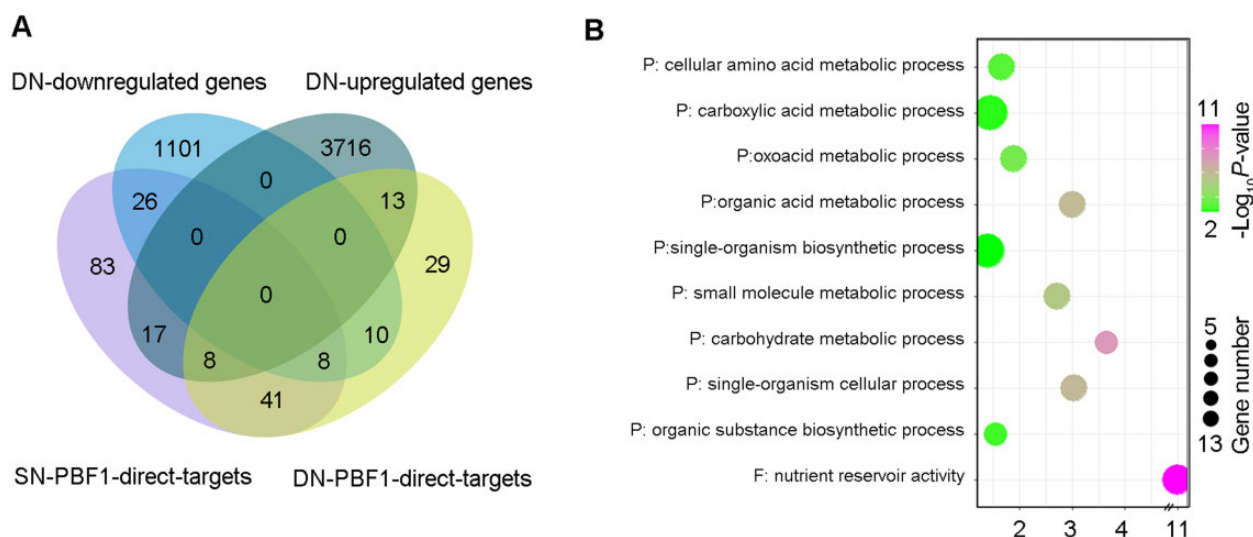 A
DN-downregulated genes
DN-upregulated genes
1101
3716
26
0
13
0
0
83
29
0
17
10
8
8
41
SN-PBF1-direct-targets
DN-PBF1-direct-targets
B
P: cellular amino acid metabolic process
P: carboxylic acid metabolic process
P:oxoacid metabolic process
P:organic acid metabolic process
P:single-organism biosynthetic process
P: small molecule metabolic process
P: carbohydrate metabolic process
P: single-organism cellular process
P: organic substance biosynthetic process
F: nutrient reservoir activity
2
3
4
11
11
2
-Log10P-value
5
13
Gene number